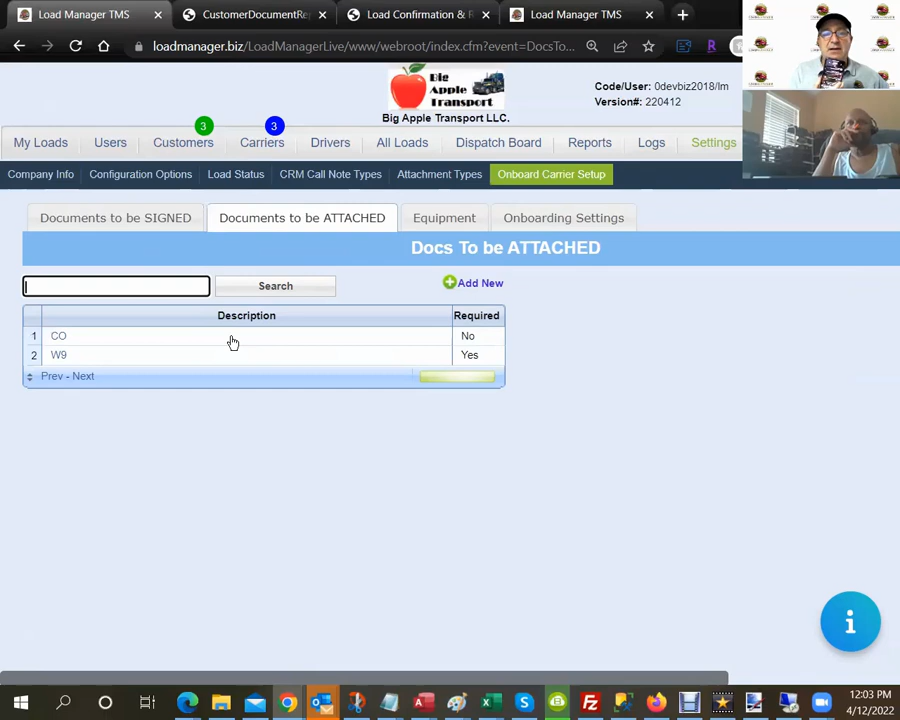 Load Manager TMS
CustomerDocumentRe
Load Confirmation & R
Load Manager TMS
loadmanager.biz/LoadManagerLive/www/webroot/index.cfm?event=DocsTo...
Big Apple Transport
Big Apple Transport LLC.
Code/User: 0devbiz2018/lm
Version#: 220412
3
3
My Loads
Users
Customers
Carriers
Drivers
All Loads
Dispatch Board
Reports
Logs
Settings
Company Info
Configuration Options
Load Status
CRM Call Note Types
Attachment Types
Onboard Carrier Setup
Documents to be SIGNED
Documents to be ATTACHED
Equipment
Onboarding Settings
Docs To be ATTACHED
Search
Add New
Description Required
1 CO No
2 W9 Yes
Prev - Next
i
12:03 PM
4/12/2022